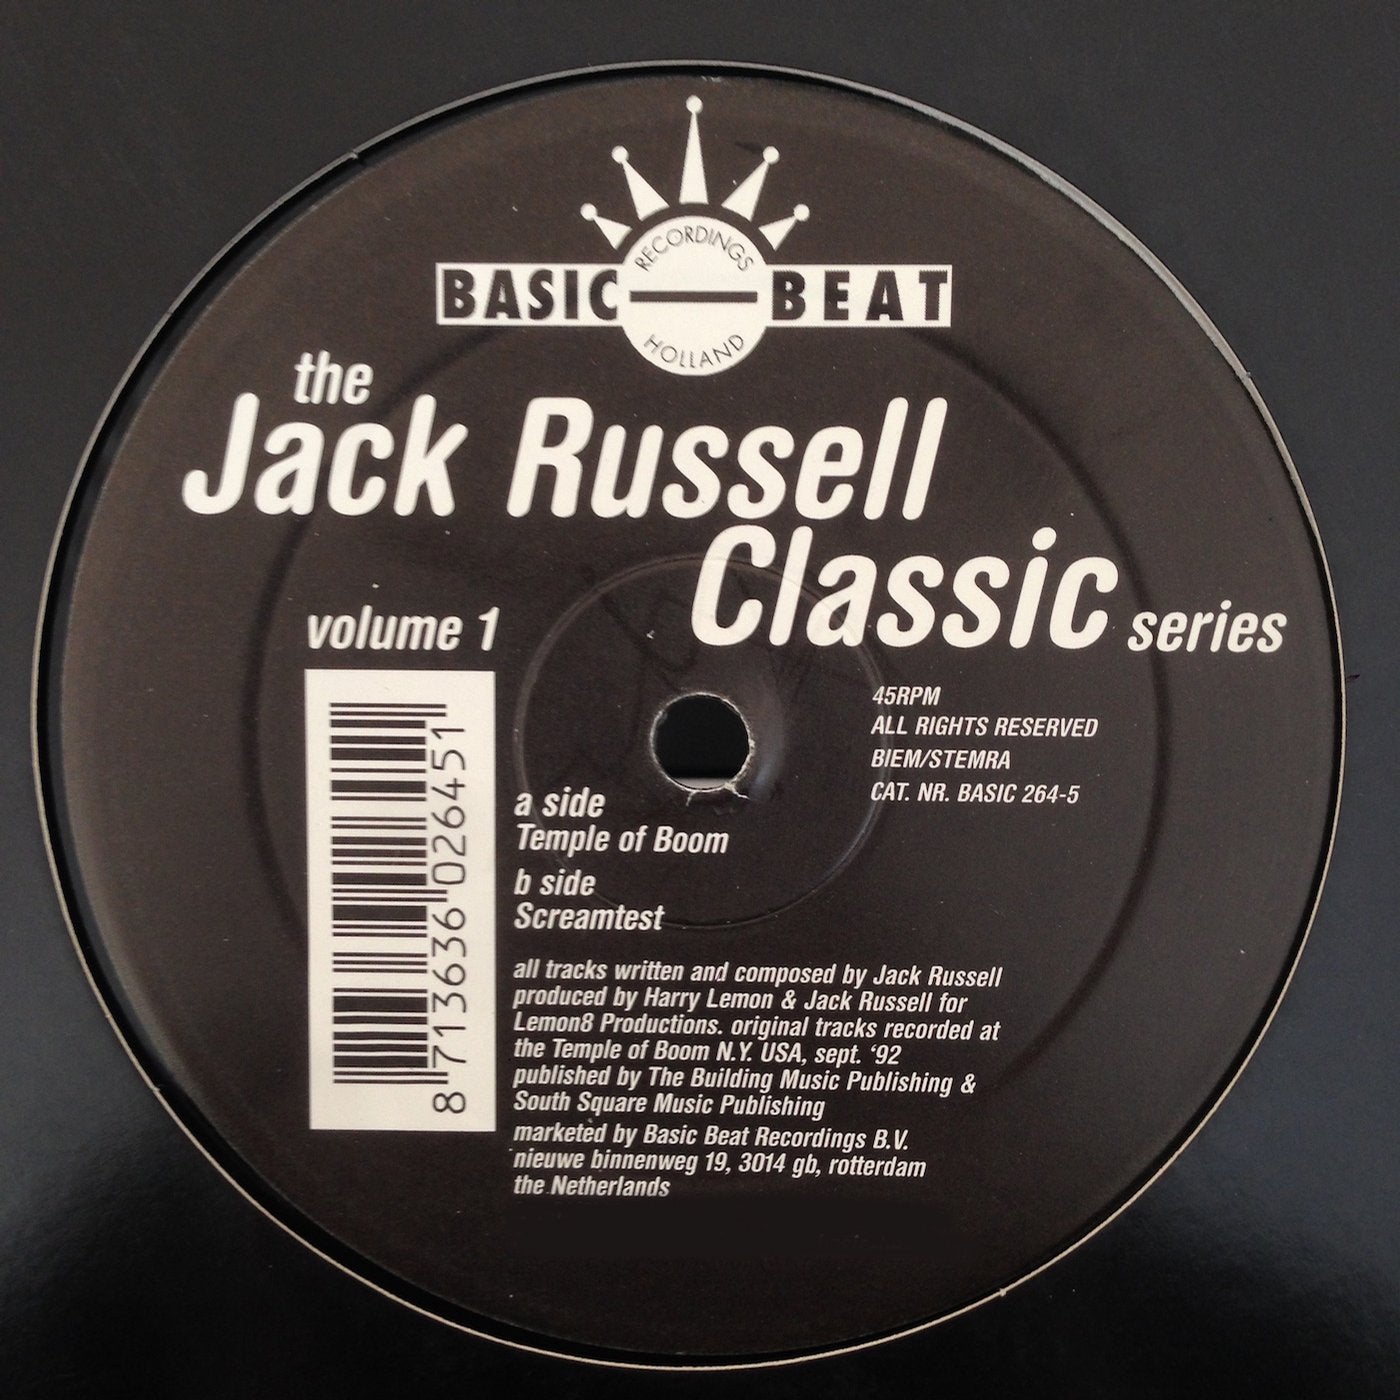 RECORDINGS
BASIC BEAT
HOLLAND
the
Jack Russell
Classic series
volume 1
8 713636 026451
45RPM
ALL RIGHTS RESERVED
BIEM/STEMRA
CAT. NR. BASIC 264-5
a side
Temple of Boom
b side
Screamtest
all tracks written and composed by Jack Russell
produced by Harry Lemon & Jack Russell for
Lemon8 Productions. original tracks recorded at
the Temple of Boom N.Y. USA, sept. ‘92
published by The Building Music Publishing &
South Square Music Publishing
marketed by Basic Beat Recordings B.V.
nieuwe binnenweg 19, 3014 gb, rotterdam
the Netherlands